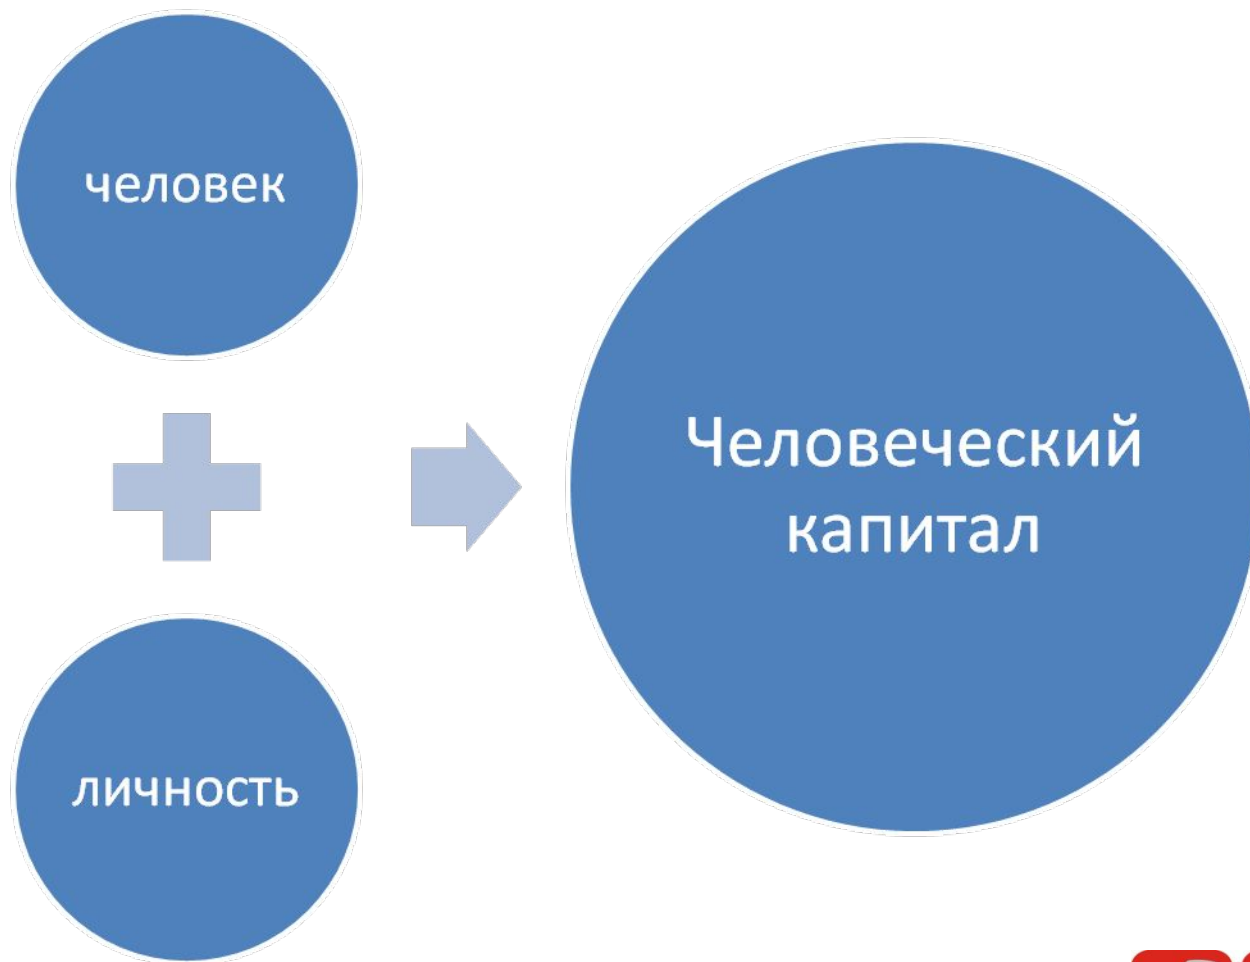 человек
личность
Человеческий
капитал